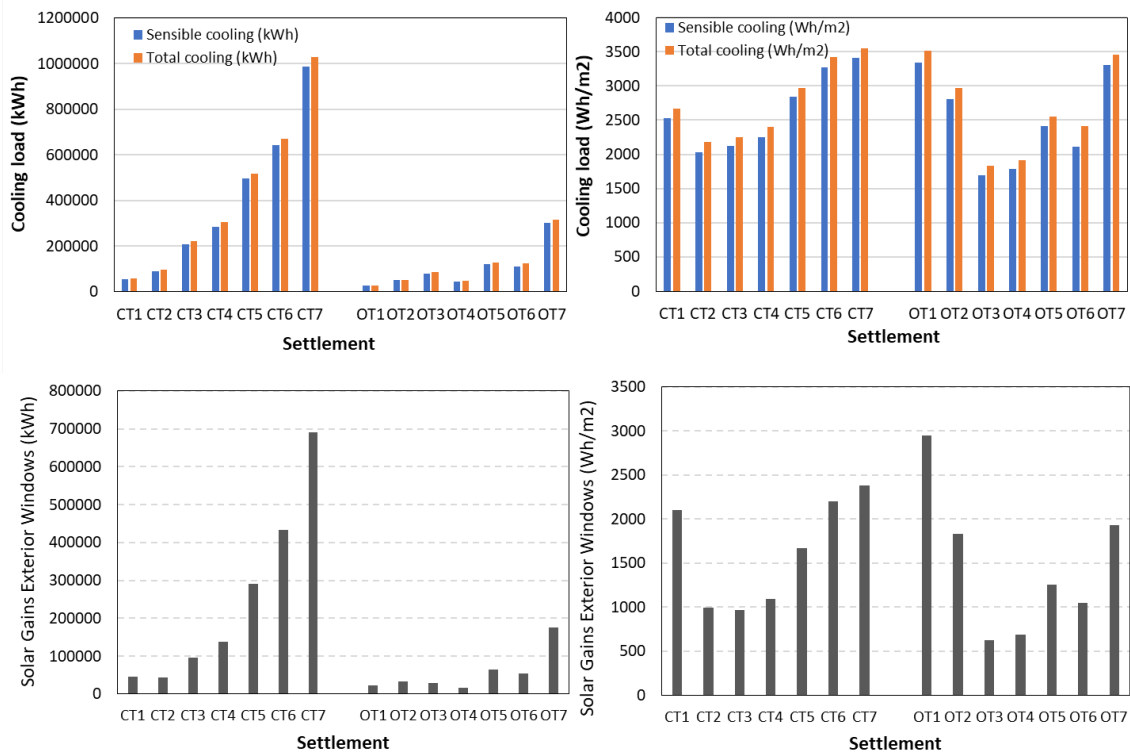 Cooling load (kWh)
1200000
1000000
800000
600000
400000
200000
0
Sensible cooling (kWh)
Total cooling (kWh)
CT1 CT2 CT3 CT4 CT5 CT6 CT7 OT1 OT2 OT3 OT4 OT5 OT6 OT7
Settlement
Cooling load (Wh/m2)
4000
3500
3000
2500
2000
1500
1000
500
0
Sensible cooling (Wh/m2)
Total cooling (Wh/m2)
CT1 CT2 CT3 CT4 CT5 CT6 CT7 OT1 OT2 OT3 OT4 OT5 OT6 OT7
Settlement
Solar Gains Exterior Windows (kWh)
800000
700000
600000
500000
400000
300000
200000
100000
0
CT1 CT2 CT3 CT4 CT5 CT6 CT7 OT1 OT2 OT3 OT4 OT5 OT6 OT7
Settlement
Solar Gains Exterior Windows (Wh/m2)
3500
3000
2500
2000
1500
1000
500
0
CT1 CT2 CT3 CT4 CT5 CT6 CT7 OT1 OT2 OT3 OT4 OT5 OT6 OT7
Settlement